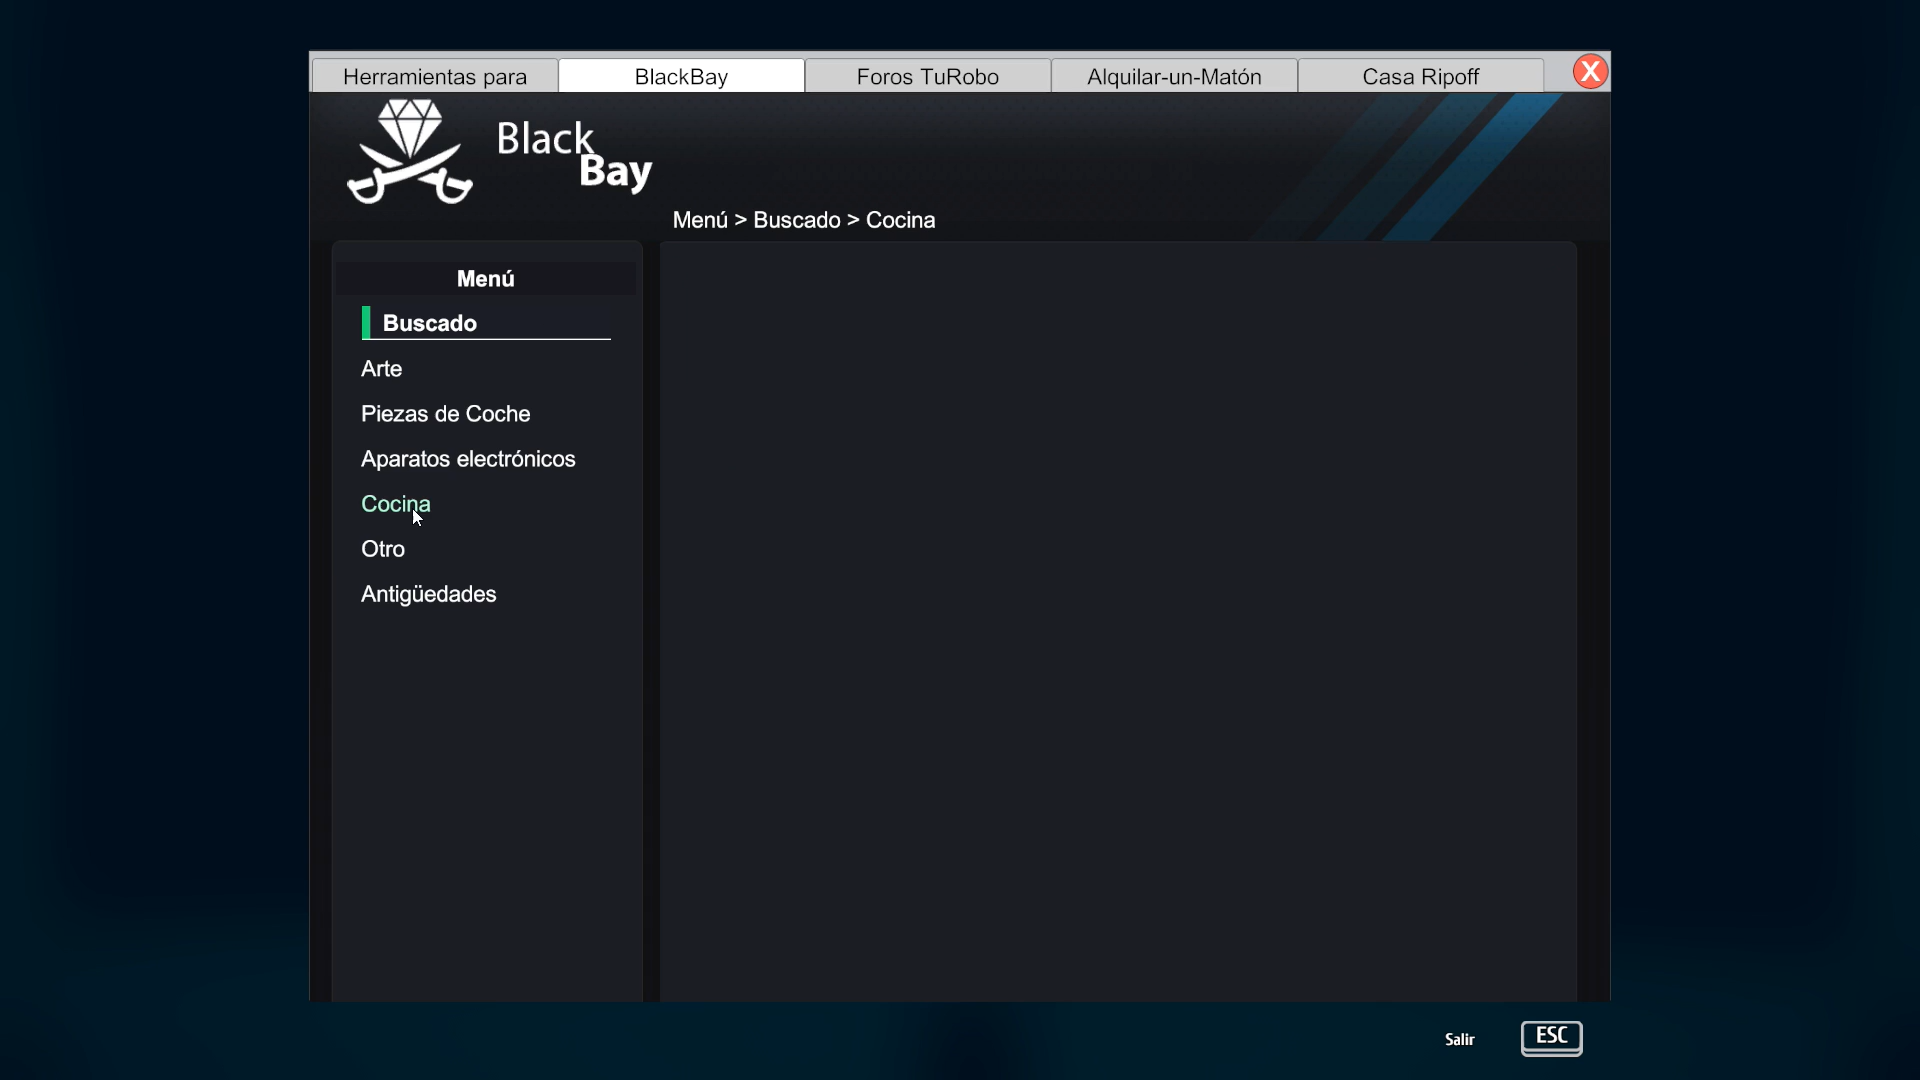 Herramientas para
BlackBay
Foros TuRobo
Alquilar-un-Matón
Casa Ripoff
X
Black
Bay
Menú > Buscado > Cocina
Menú
Buscado
Arte
Piezas de Coche
Aparatos electrónicos
Cocina
Otro
Antigüedades
Salir
ESC